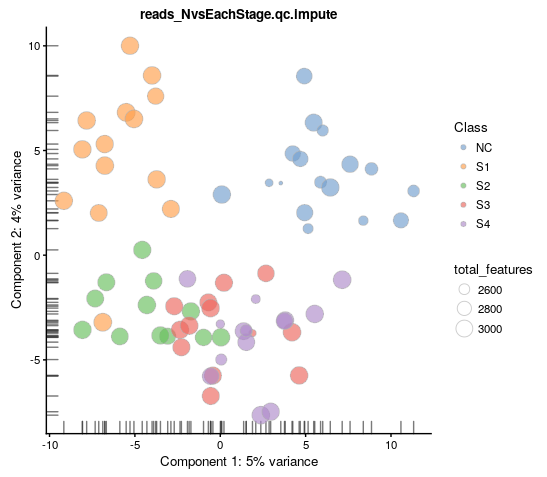 reads_NvsEachStage.qc.impute
10
5
0
-5
Component 2: 4% variance
-10
-5
0
5
10
Component 1: 5% variance
Class
NC
S1
S2
S3
S4
total_features
2600
2800
3000